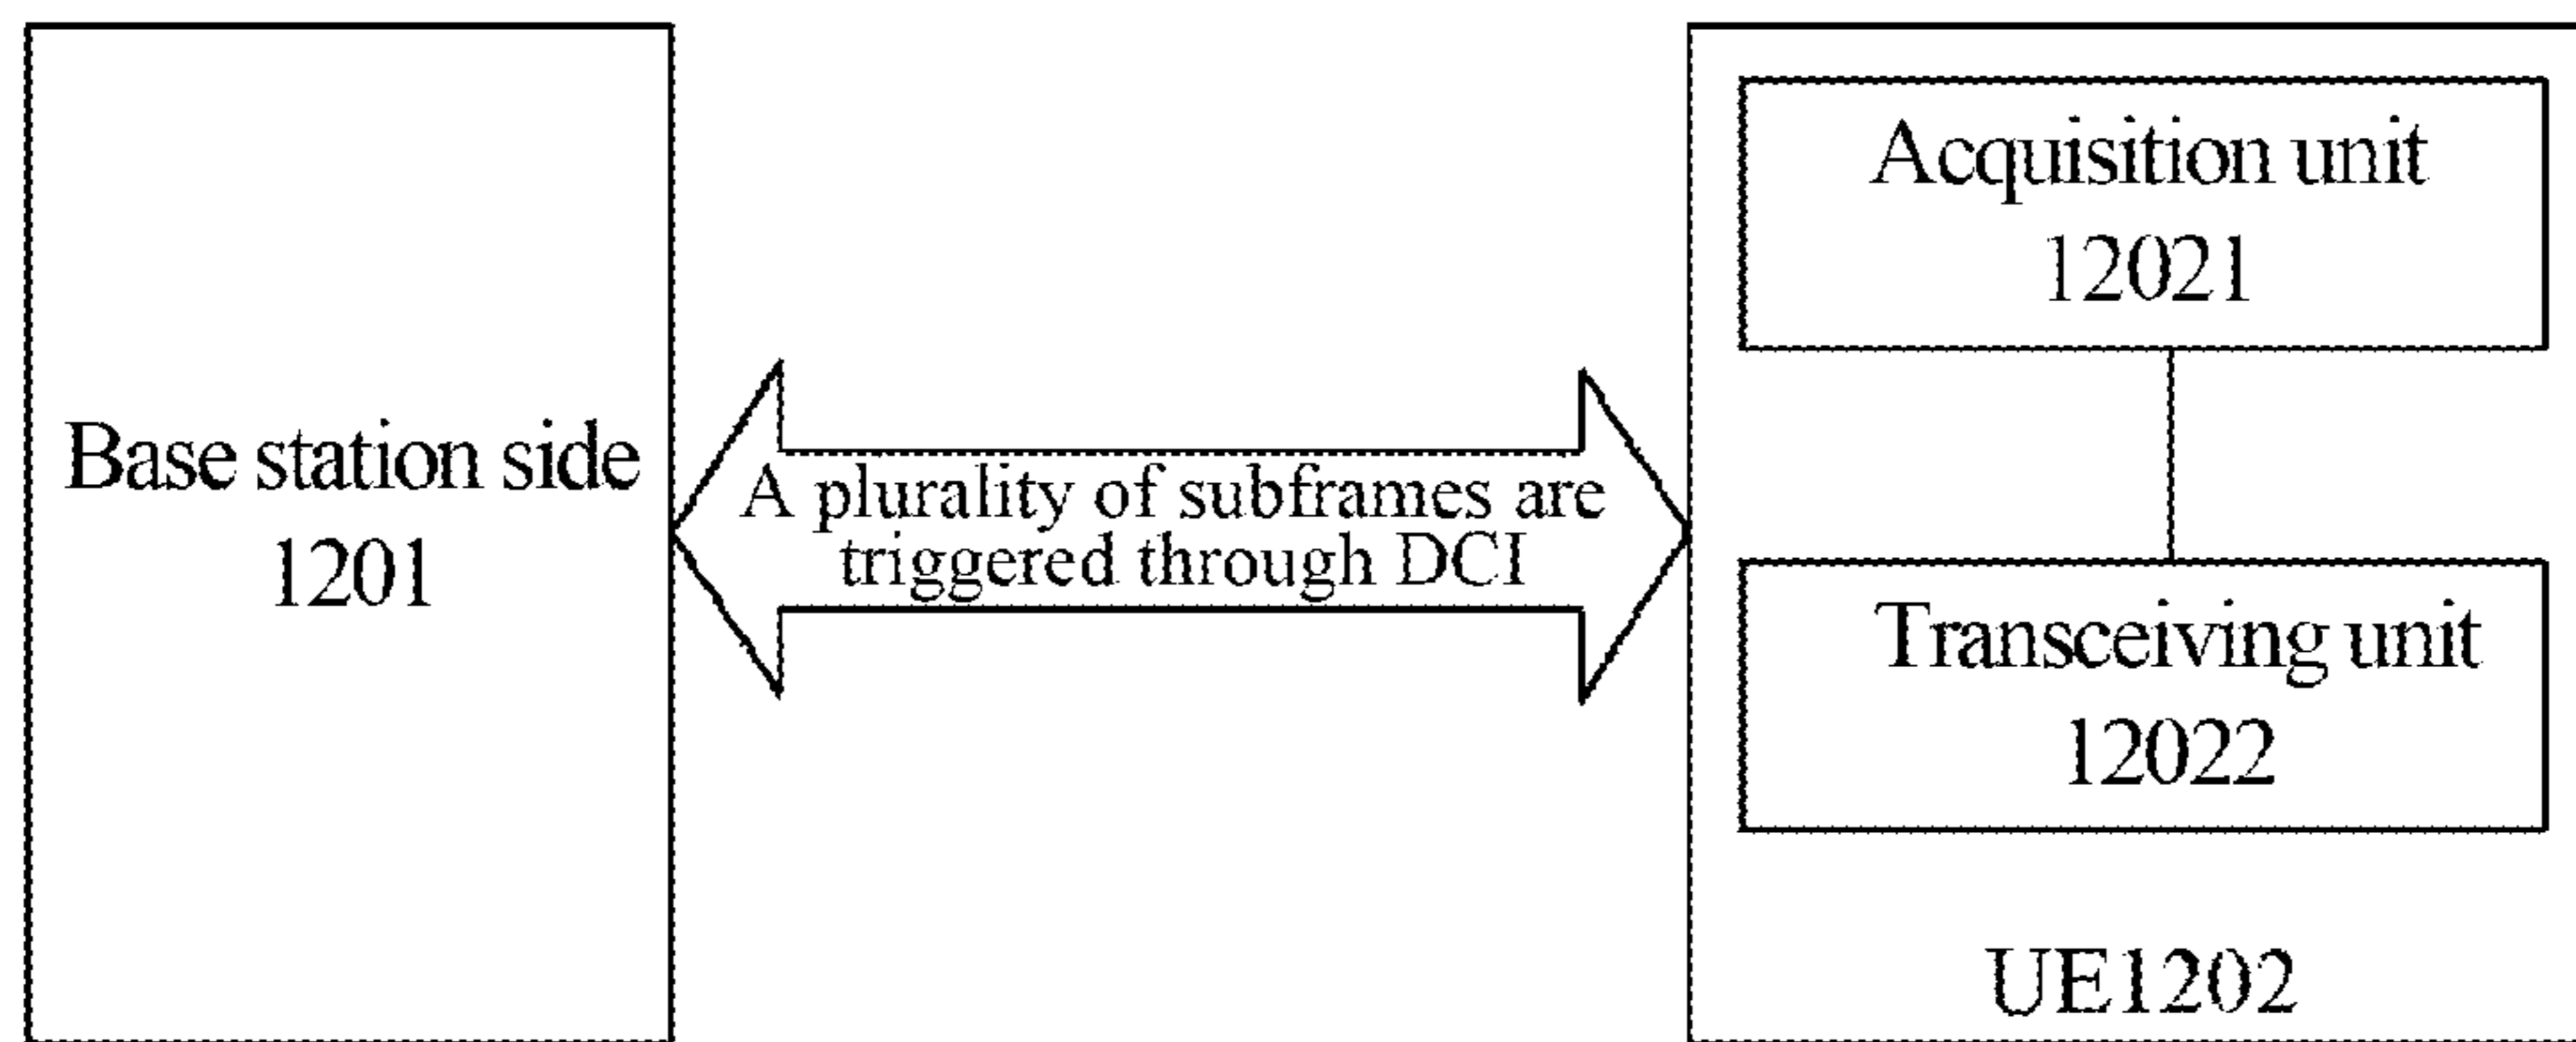 Base station side
1201
A plurality of subframes are
triggered through DCI
Acquisition unit
12021
Transceiving unit
12022
UE1202